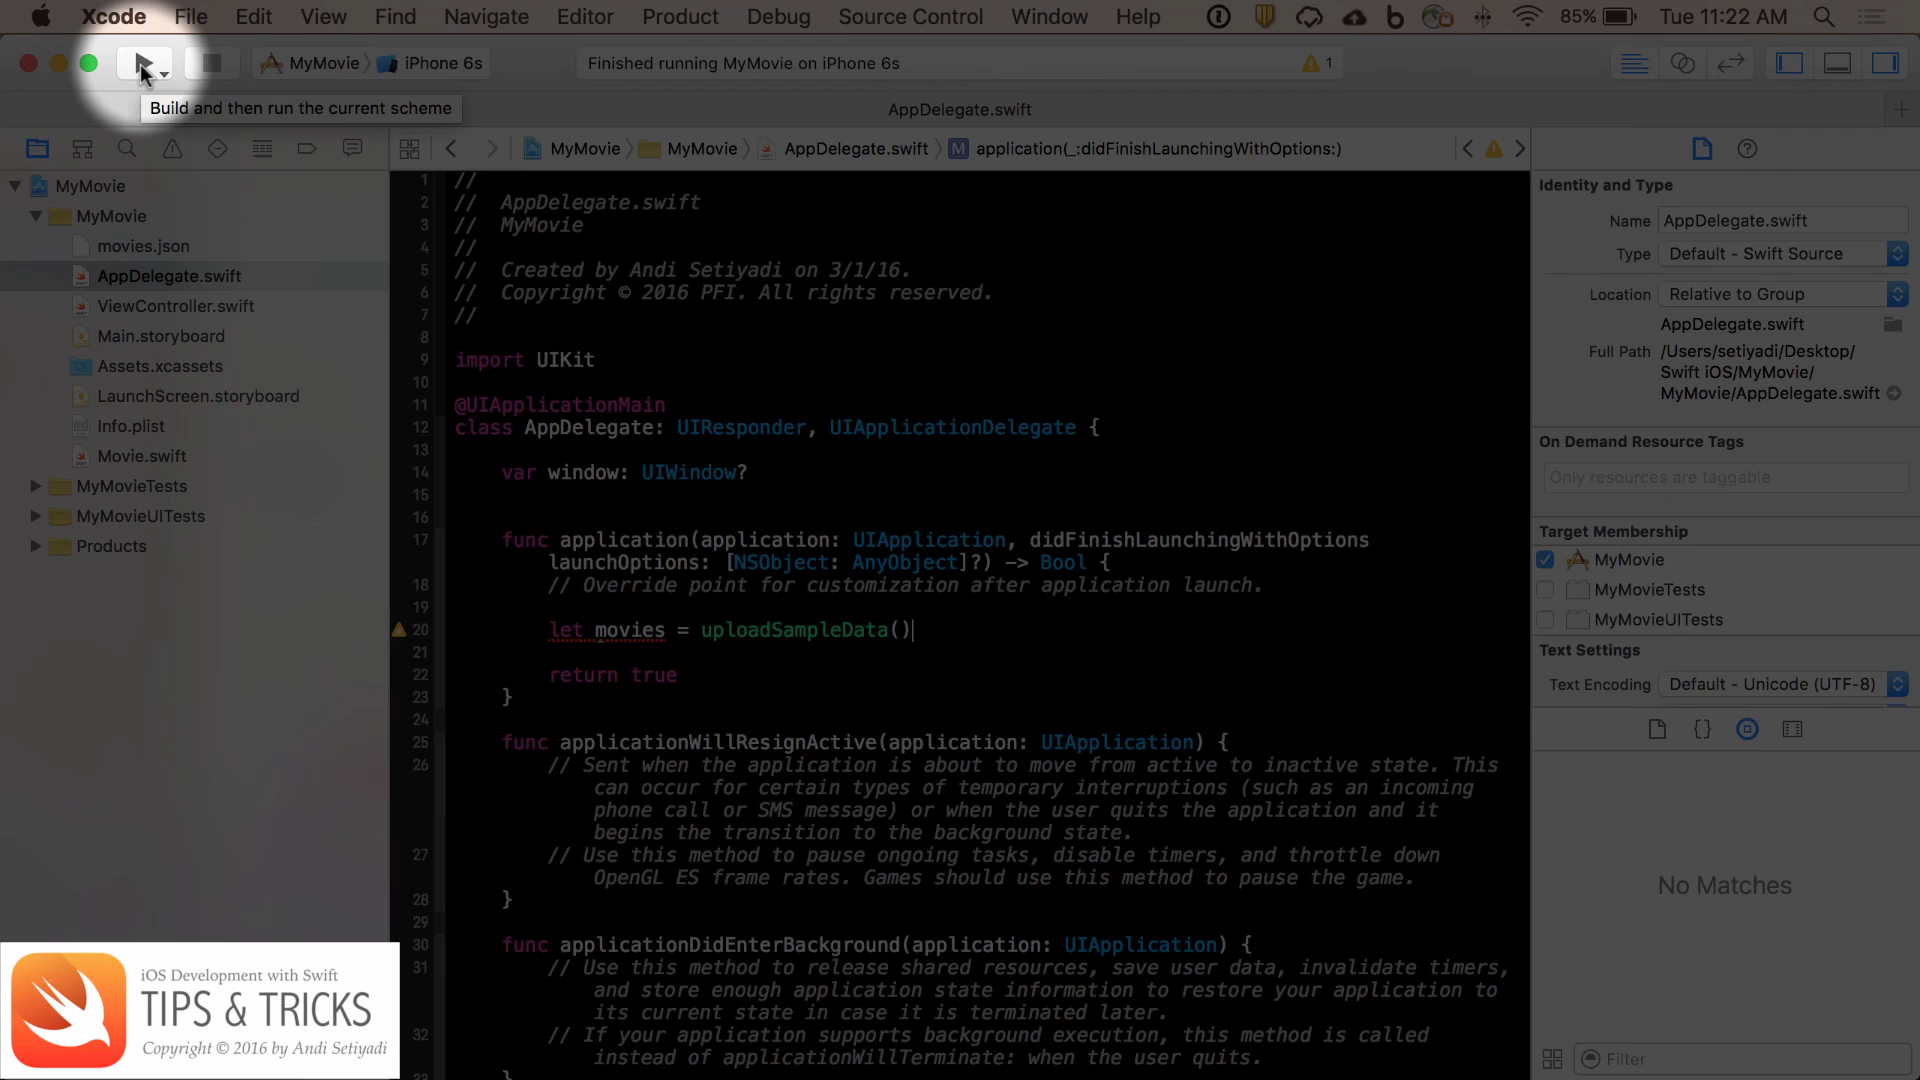 Xcode File Edit View Find Navigate Editor Product Debug Source Control Window Help 85% Tue 11:22 AM
MyMovie iPhone 6s Finished running MyMovie on iPhone 6s 1
Build and then run the current scheme
AppDelegate.swift
MyMovie MyMovie AppDelegate.swift M application(_:didFinishLaunchingWithOptions:)
MyMovie
MyMovie
movies.json
AppDelegate.swift
ViewController.swift
Main.storyboard
Assets.xcassets
LaunchScreen.storyboard
Info.plist
Movie.swift
MyMovieTests
MyMovieUITests
Products
1 //
2 // AppDelegate.swift
3 // MyMovie
4 //
5 // Created by Andi Setiyadi on 3/1/16.
6 // Copyright © 2016 PFI. All rights reserved.
7 //
8
9 import UIKit
10
11 @UIApplicationMain
12 class AppDelegate: UIResponder, UIApplicationDelegate {
13
14 var window: UIWindow?
15
16
17 func application(application: UIApplication, didFinishLaunchingWithOptions
launchOptions: [NSObject: AnyObject]?) -> Bool {
18 // Override point for customization after application launch.
19
20 let movies = uploadSampleData()
21
22 return true
23 }
24
25 func applicationWillResignActive(application: UIApplication) {
26 // Sent when the application is about to move from active to inactive state. This
can occur for certain types of temporary interruptions (such as an incoming
phone call or SMS message) or when the user quits the application and it
begins the transition to the background state.
27 // Use this method to pause ongoing tasks, disable timers, and throttle down
OpenGL ES frame rates. Games should use this method to pause the game.
28 }
29
30 func applicationDidEnterBackground(application: UIApplication) {
31 // Use this method to release shared resources, save user data, invalidate timers,
and store enough application state information to restore your application to
its current state in case it is terminated later.
32 // If your application supports background execution, this method is called
instead of applicationWillTerminate: when the user quits.
33 }
Identity and Type
Name AppDelegate.swift
Type Default - Swift Source
Location Relative to Group
AppDelegate.swift
Full Path /Users/setiyadi/Desktop/
Swift iOS/MyMovie/
MyMovie/AppDelegate.swift
On Demand Resource Tags
Only resources are taggable
Target Membership
MyMovie
MyMovieTests
MyMovieUITests
Text Settings
Text Encoding Default - Unicode (UTF-8)
No Matches
Filter
iOS Development with Swift
TIPS & TRICKS
Copyright © 2016 by Andi Setiyadi